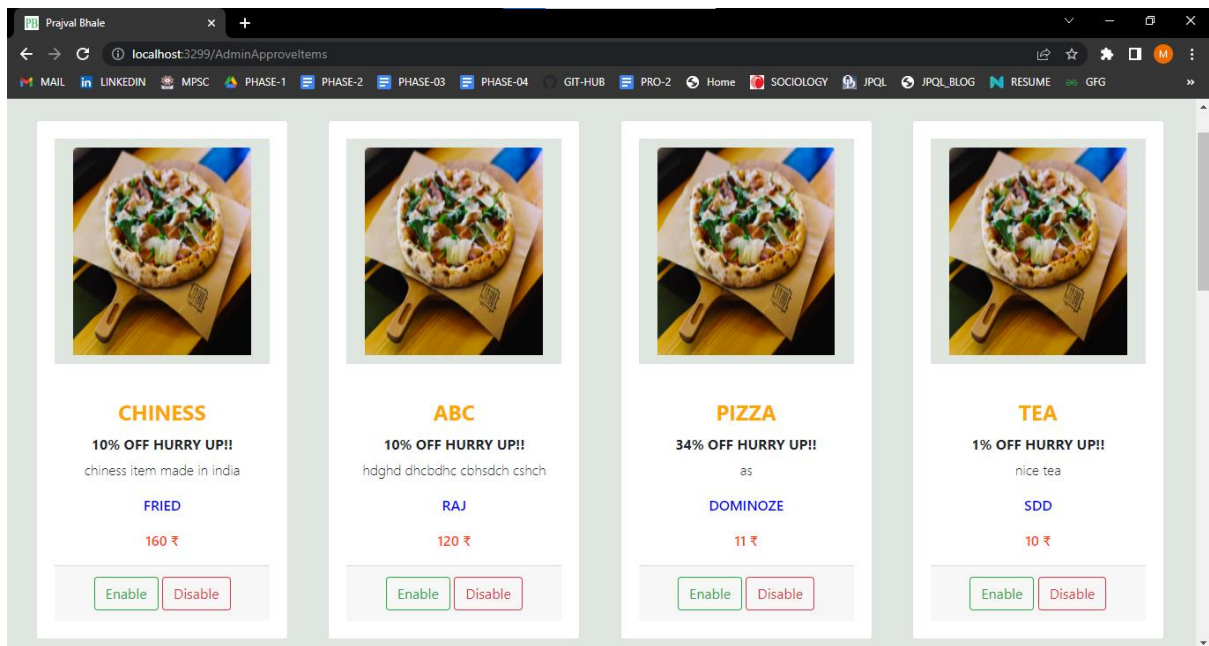 PB Prajval Bhale
localhost:3299/AdminApproveItems
M
MAIL in LINKEDIN MPSC PHASE-1 PHASE-2 PHASE-03 PHASE-04 GIT-HUB PRO-2 Home SOCIOLOGY JPQL JPQL_BLOG RESUME GFG »
CHINESS
10% OFF HURRY UP!!
chiness item made in india
FRIED
160 ₹
Enable Disable
ABC
10% OFF HURRY UP!!
hdghd dhcbdhc cbhsdch cshch
RAJ
120 ₹
Enable Disable
PIZZA
34% OFF HURRY UP!!
as
DOMINOZE
11 ₹
Enable Disable
TEA
1% OFF HURRY UP!!
nice tea
SDD
10 ₹
Enable Disable